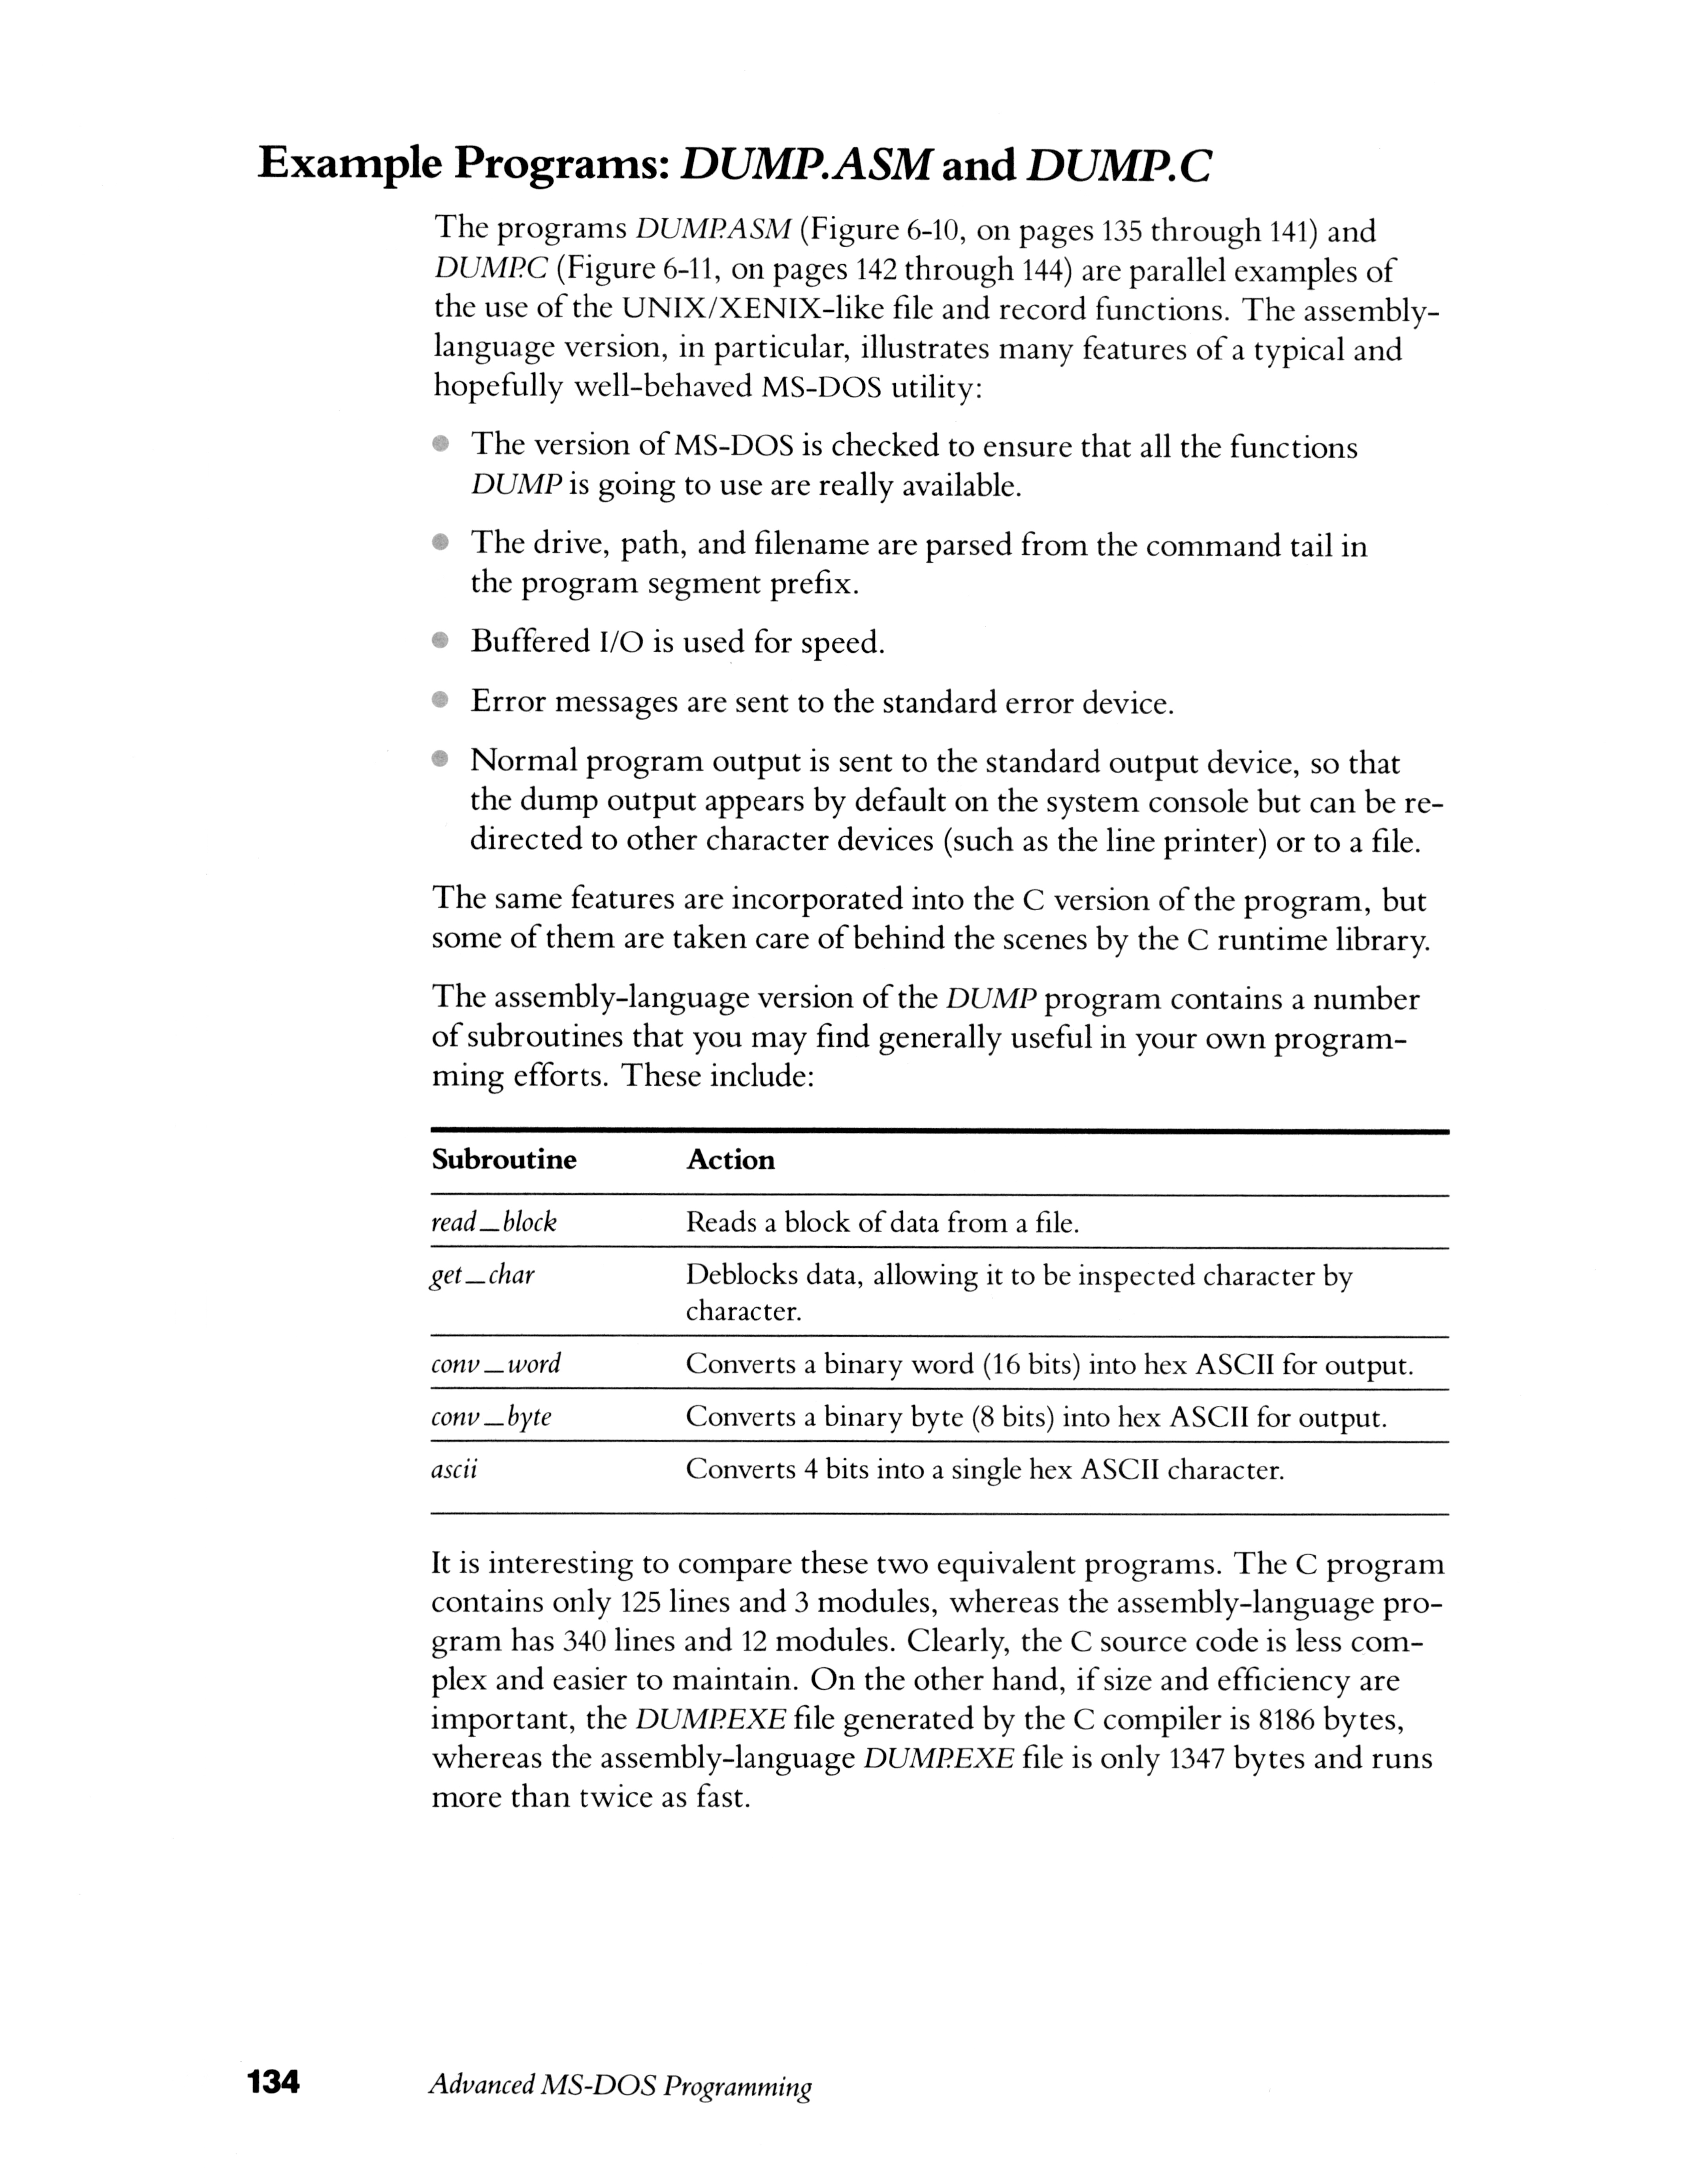 Example Programs: DUMP.ASM and DUMP.C
The programs DUMP.ASM (Figure 6-10, on pages 135 through 141) and
DUMP.C (Figure 6-11, on pages 142 through 144) are parallel examples of
the use of the UNIX/XENIX-like file and record functions. The assembly-
language version, in particular, illustrates many features of a typical and
hopefully well-behaved MS-DOS utility:
● The version of MS-DOS is checked to ensure that all the functions
DUMP is going to use are really available.
● The drive, path, and filename are parsed from the command tail in
the program segment prefix.
● Buffered I/O is used for speed.
● Error messages are sent to the standard error device.
● Normal program output is sent to the standard output device, so that
the dump output appears by default on the system console but can be re-
directed to other character devices (such as the line printer) or to a file.
The same features are incorporated into the C version of the program, but
some of them are taken care of behind the scenes by the C runtime library.
The assembly-language version of the DUMP program contains a number
of subroutines that you may find generally useful in your own program-
ming efforts. These include:
Subroutine Action
read_block Reads a block of data from a file.
get_char Deblocks data, allowing it to be inspected character by
character.
conv_word Converts a binary word (16 bits) into hex ASCII for output.
conv_byte Converts a binary byte (8 bits) into hex ASCII for output.
ascii Converts 4 bits into a single hex ASCII character.
It is interesting to compare these two equivalent programs. The C program
contains only 125 lines and 3 modules, whereas the assembly-language pro-
gram has 340 lines and 12 modules. Clearly, the C source code is less com-
plex and easier to maintain. On the other hand, if size and efficiency are
important, the DUMP.EXE file generated by the C compiler is 8186 bytes,
whereas the assembly-language DUMP.EXE file is only 1347 bytes and runs
more than twice as fast.
134 Advanced MS-DOS Programming